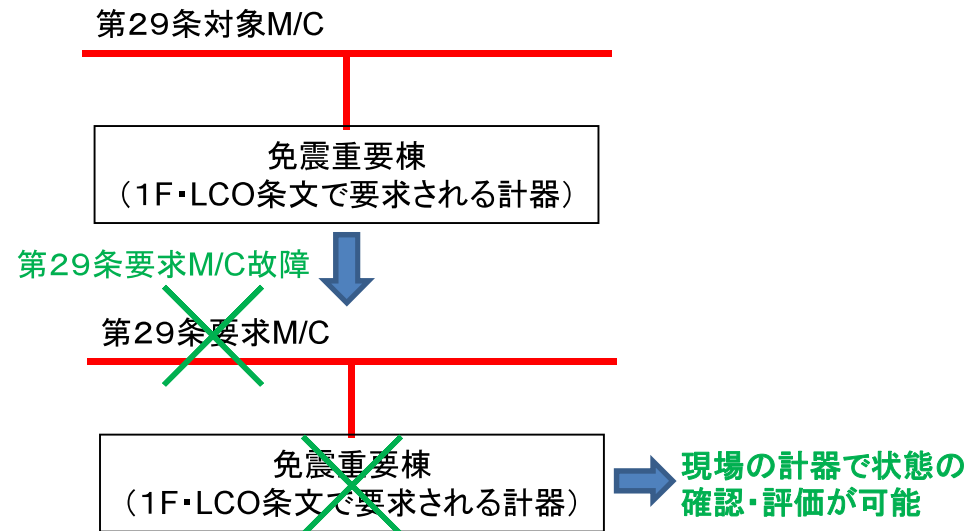 第29条対象M/C
免震重要棟
(1F・LCO条文で要求される計器)
第29条要求M/C故障
第29条要求M/C
免震重要棟
(1F・LCO条文で要求される計器)
現場の計器で状態の
確認・評価が可能